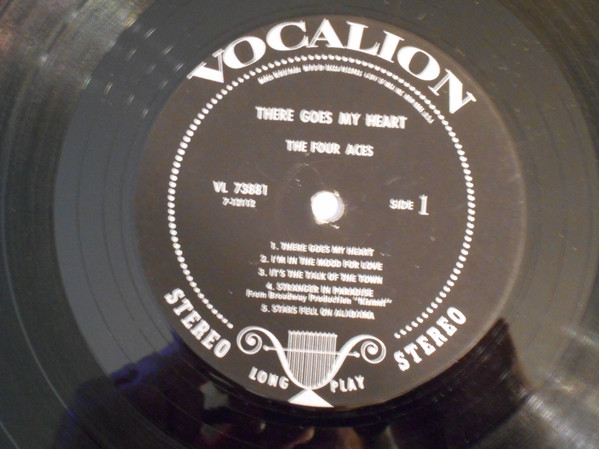 VOCALION
THERE GOES MY HEART
THE FOUR ACES
VL 73881
7-12112
SIDE 1
1. THERE GOES MY HEART
2. I'M IN THE MOOD FOR LOVE
3. IT'S THE TALK OF THE TOWN
4. STRANGER IN PARADISE
(From Broadway Production "Kismet"
5. STARS FELL ON ALABAMA
STEREO
LONG PLAY
STEREO